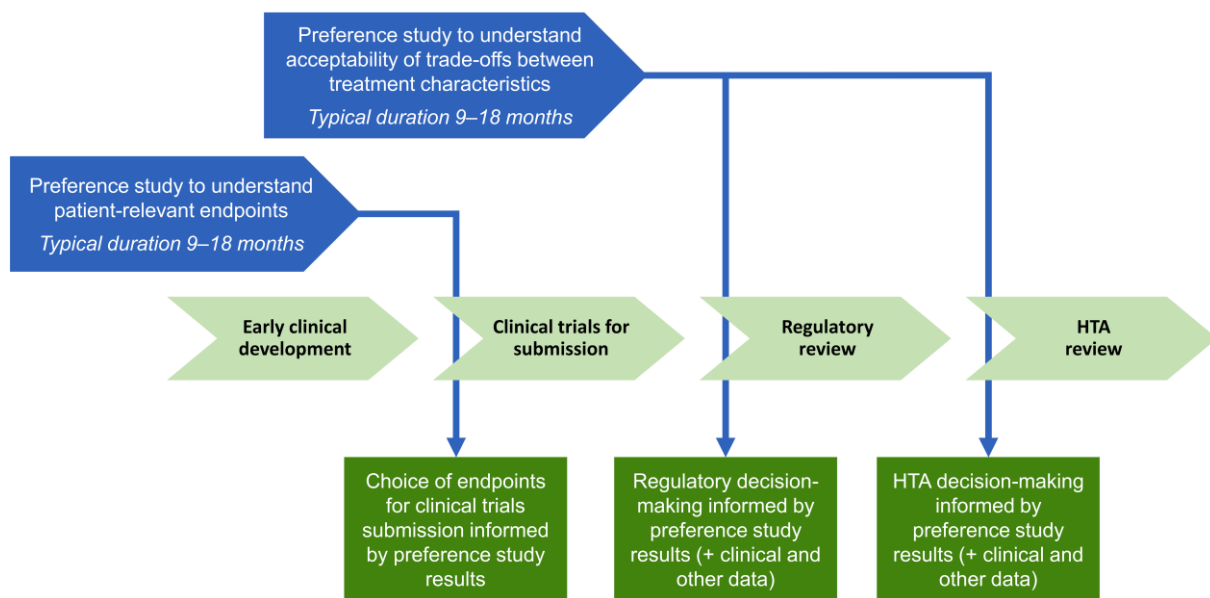 Preference study to understand
acceptability of trade-offs between
treatment characteristics
Typical duration 9–18 months
Preference study to understand
patient-relevant endpoints
Typical duration 9–18 months
Early clinical
development
Clinical trials for
submission
Regulatory
review
HTA
review
Choice of endpoints
for clinical trials
submission informed
by preference study
results
Regulatory decision-
making informed by
preference study
results (+ clinical and
other data)
HTA decision-making
informed by
preference study
results (+ clinical and
other data)